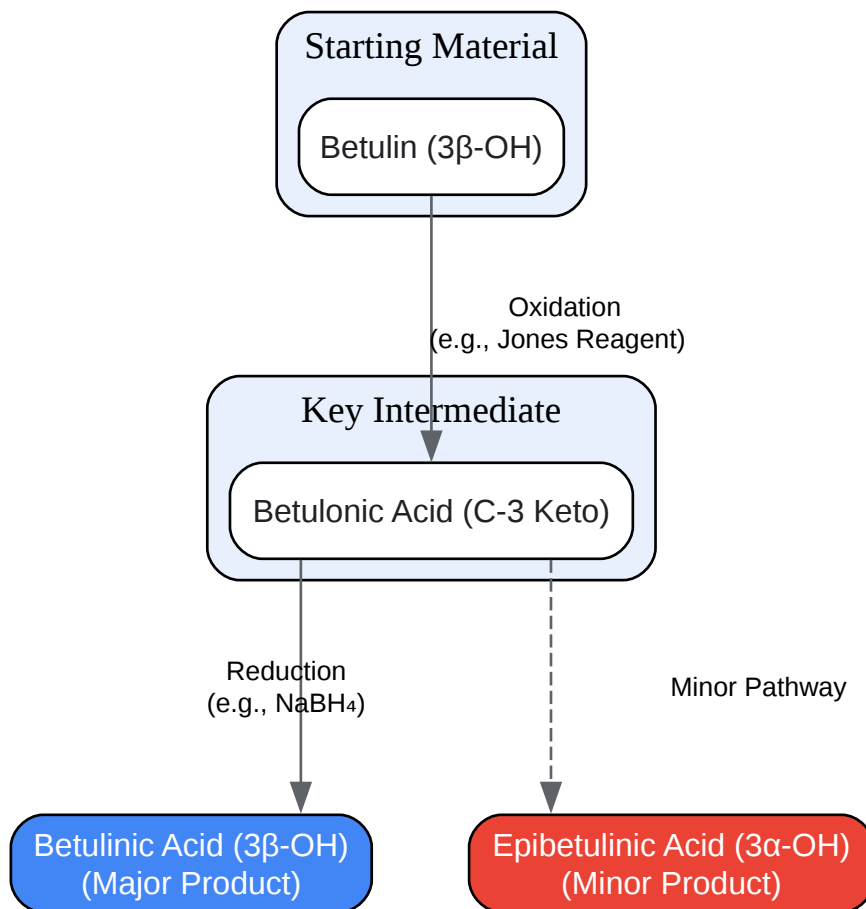 Starting Material
Betulin (3β-OH)
Oxidation
(e.g., Jones Reagent)
Key Intermediate
Betulonic Acid (C-3 Keto)
Reduction
(e.g., NaBH₄)
Minor Pathway
Betulinic Acid (3β-OH)
(Major Product)
Epibetulinic Acid (3α-OH)
(Minor Product)